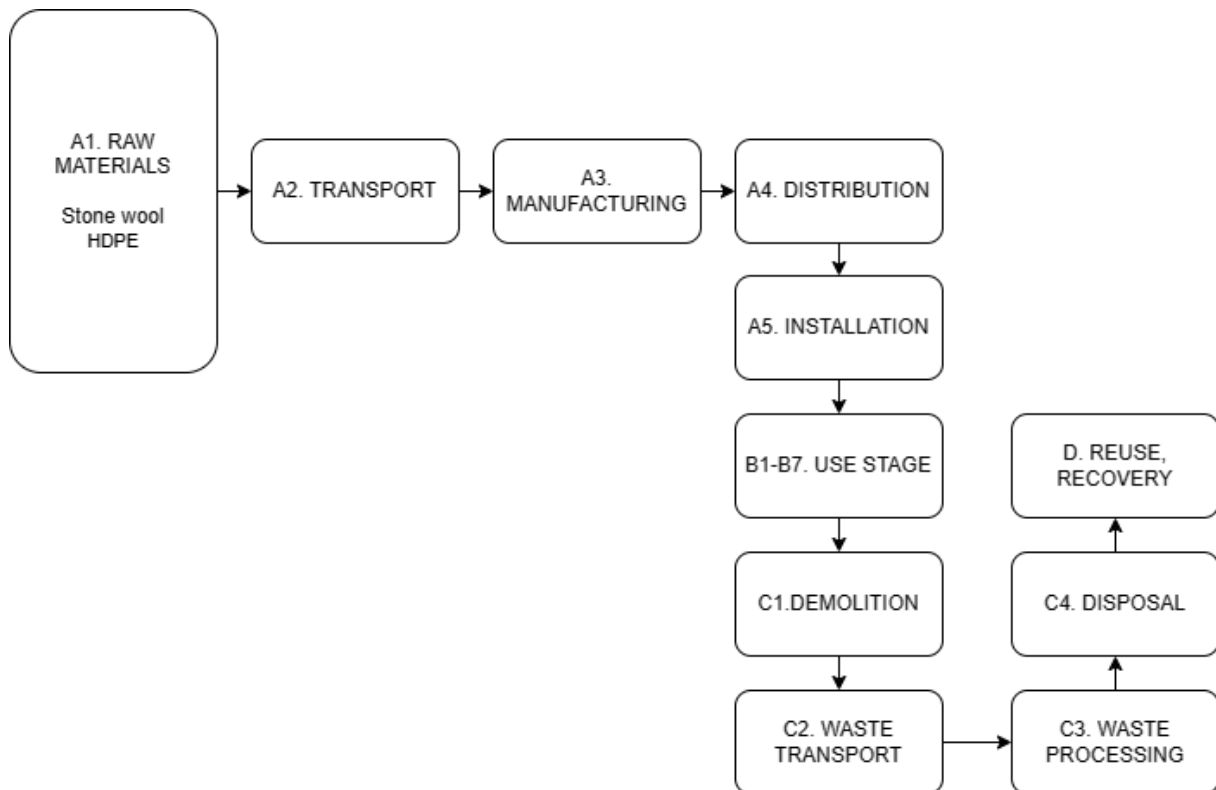 A1. RAW
MATERIALS
Stone wool
HDPE
A2. TRANSPORT
A3.
MANUFACTURING
A4. DISTRIBUTION
A5. INSTALLATION
B1-B7. USE STAGE
C1.DEMOLITION
C2. WASTE
TRANSPORT
C3. WASTE
PROCESSING
C4. DISPOSAL
D. REUSE,
RECOVERY